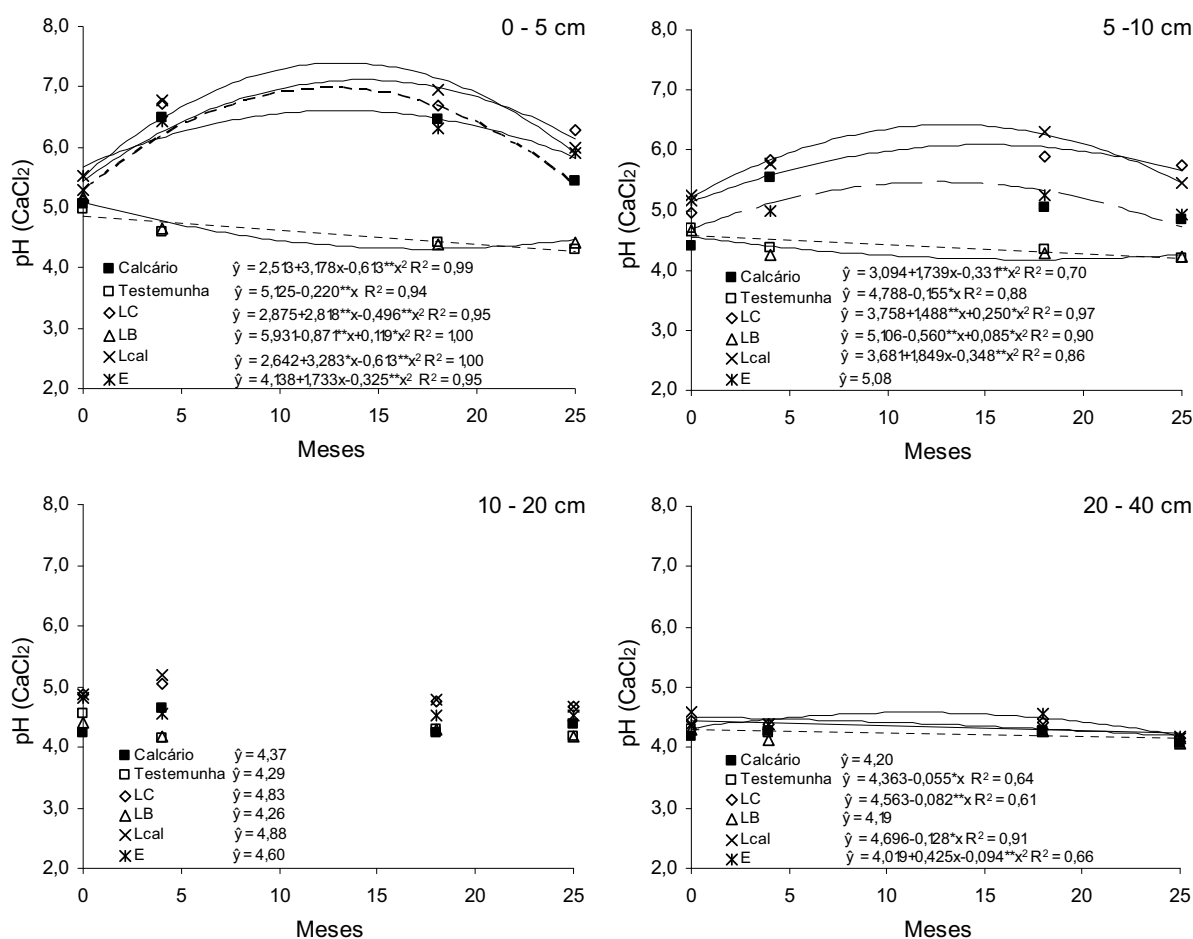 0 - 5 cm
8,0
7,0
6,0
5,0
4,0
3,0
2,0
pH (CaCl2)
■ Calcário ŷ = 2,513+3,178x-0,613**x² R² = 0,99
□ Testemunha ŷ = 5,125-0,220**x R² = 0,94
◇ LC ŷ = 2,875+2,818**x-0,496**x² R² = 0,95
△ LB ŷ = 5,931-0,871**x+0,119*x² R² = 1,00
× Lcal ŷ = 2,642+3,283*x-0,613**x² R² = 1,00
ж E ŷ = 4,138+1,733x-0,325**x² R² = 0,95
0 5 10 15 20 25
Meses
5 -10 cm
8,0
7,0
6,0
5,0
4,0
3,0
2,0
pH (CaCl2)
■ Calcário ŷ = 3,094+1,739x-0,331**x² R² = 0,70
□ Testemunha ŷ = 4,788-0,155*x R² = 0,88
◇ LC ŷ = 3,758+1,488**x+0,250*x² R² = 0,97
△ LB ŷ = 5,106-0,560**x+0,085*x² R² = 0,90
× Lcal ŷ = 3,681+1,849x-0,348**x² R² = 0,86
ж E ŷ = 5,08
0 5 10 15 20 25
Meses
10 - 20 cm
8,0
7,0
6,0
5,0
4,0
3,0
2,0
pH (CaCl2)
■ Calcário ŷ = 4,37
□ Testemunha ŷ = 4,29
◇ LC ŷ = 4,83
△ LB ŷ = 4,26
× Lcal ŷ = 4,88
ж E ŷ = 4,60
0 5 10 15 20 25
Meses
20 - 40 cm
8,0
7,0
6,0
5,0
4,0
3,0
2,0
pH (CaCl2)
■ Calcário ŷ = 4,20
□ Testemunha ŷ = 4,363-0,055*x R² = 0,64
◇ LC ŷ = 4,563-0,082**x R² = 0,61
△ LB ŷ = 4,19
× Lcal ŷ = 4,696-0,128*x R² = 0,91
ж E ŷ = 4,019+0,425x-0,094**x² R² = 0,66
0 5 10 15 20 25
Meses